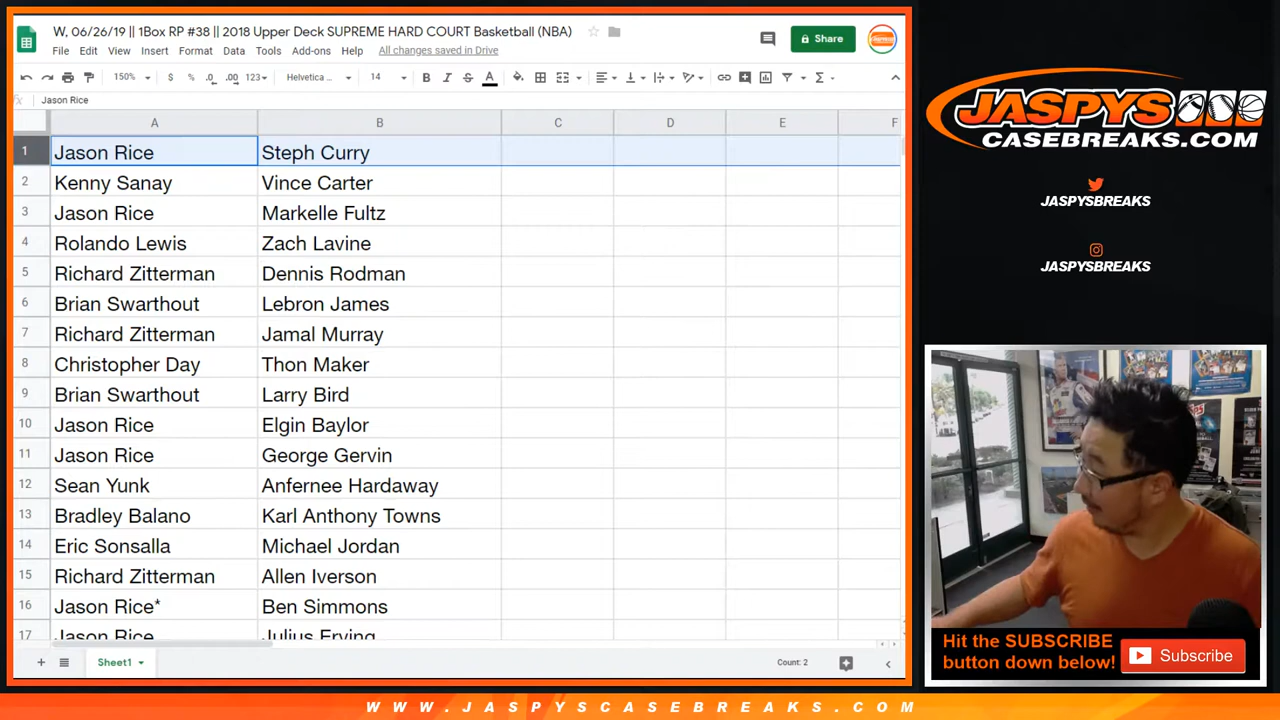 W, 06/26/19 || 1Box RP #38 || 2018 Upper Deck SUPREME HARD COURT Basketball (NBA)
Share
File Edit View Insert Format Data Tools Add-ons Help All changes saved in Drive
150% $ % .0 .00 123 Helvetica ... 14 B I S A
fx Jason Rice
A B C D E F
1 Jason Rice Steph Curry
2 Kenny Sanay Vince Carter
3 Jason Rice Markelle Fultz
4 Rolando Lewis Zach Lavine
5 Richard Zitterman Dennis Rodman
6 Brian Swarthout Lebron James
7 Richard Zitterman Jamal Murray
8 Christopher Day Thon Maker
9 Brian Swarthout Larry Bird
10 Jason Rice Elgin Baylor
11 Jason Rice George Gervin
12 Sean Yunk Anfernee Hardaway
13 Bradley Balano Karl Anthony Towns
14 Eric Sonsalla Michael Jordan
15 Richard Zitterman Allen Iverson
16 Jason Rice* Ben Simmons
17 Jason Rice Julius Erving
Sheet1
Count: 2
JASPYS
CASEBREAKS.COM
JASPYSBREAKS
JASPYSBREAKS
Hit the SUBSCRIBE
button down below!
Subscribe
WWW.JASPYSCASEBREAKS.COM